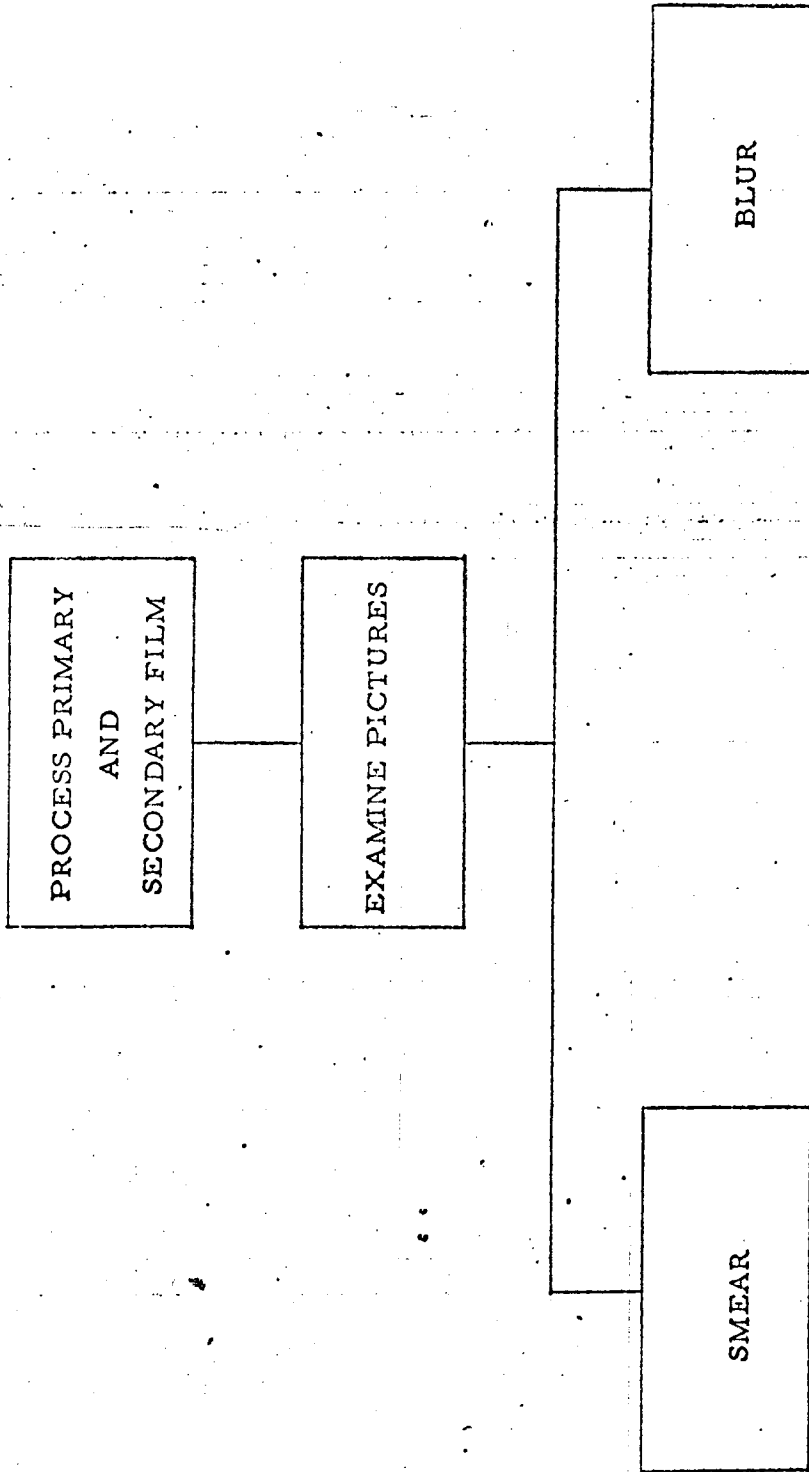 PROCESS PRIMARY
AND
SECONDARY FILM
EXAMINE PICTURES
SMEAR
BLUR